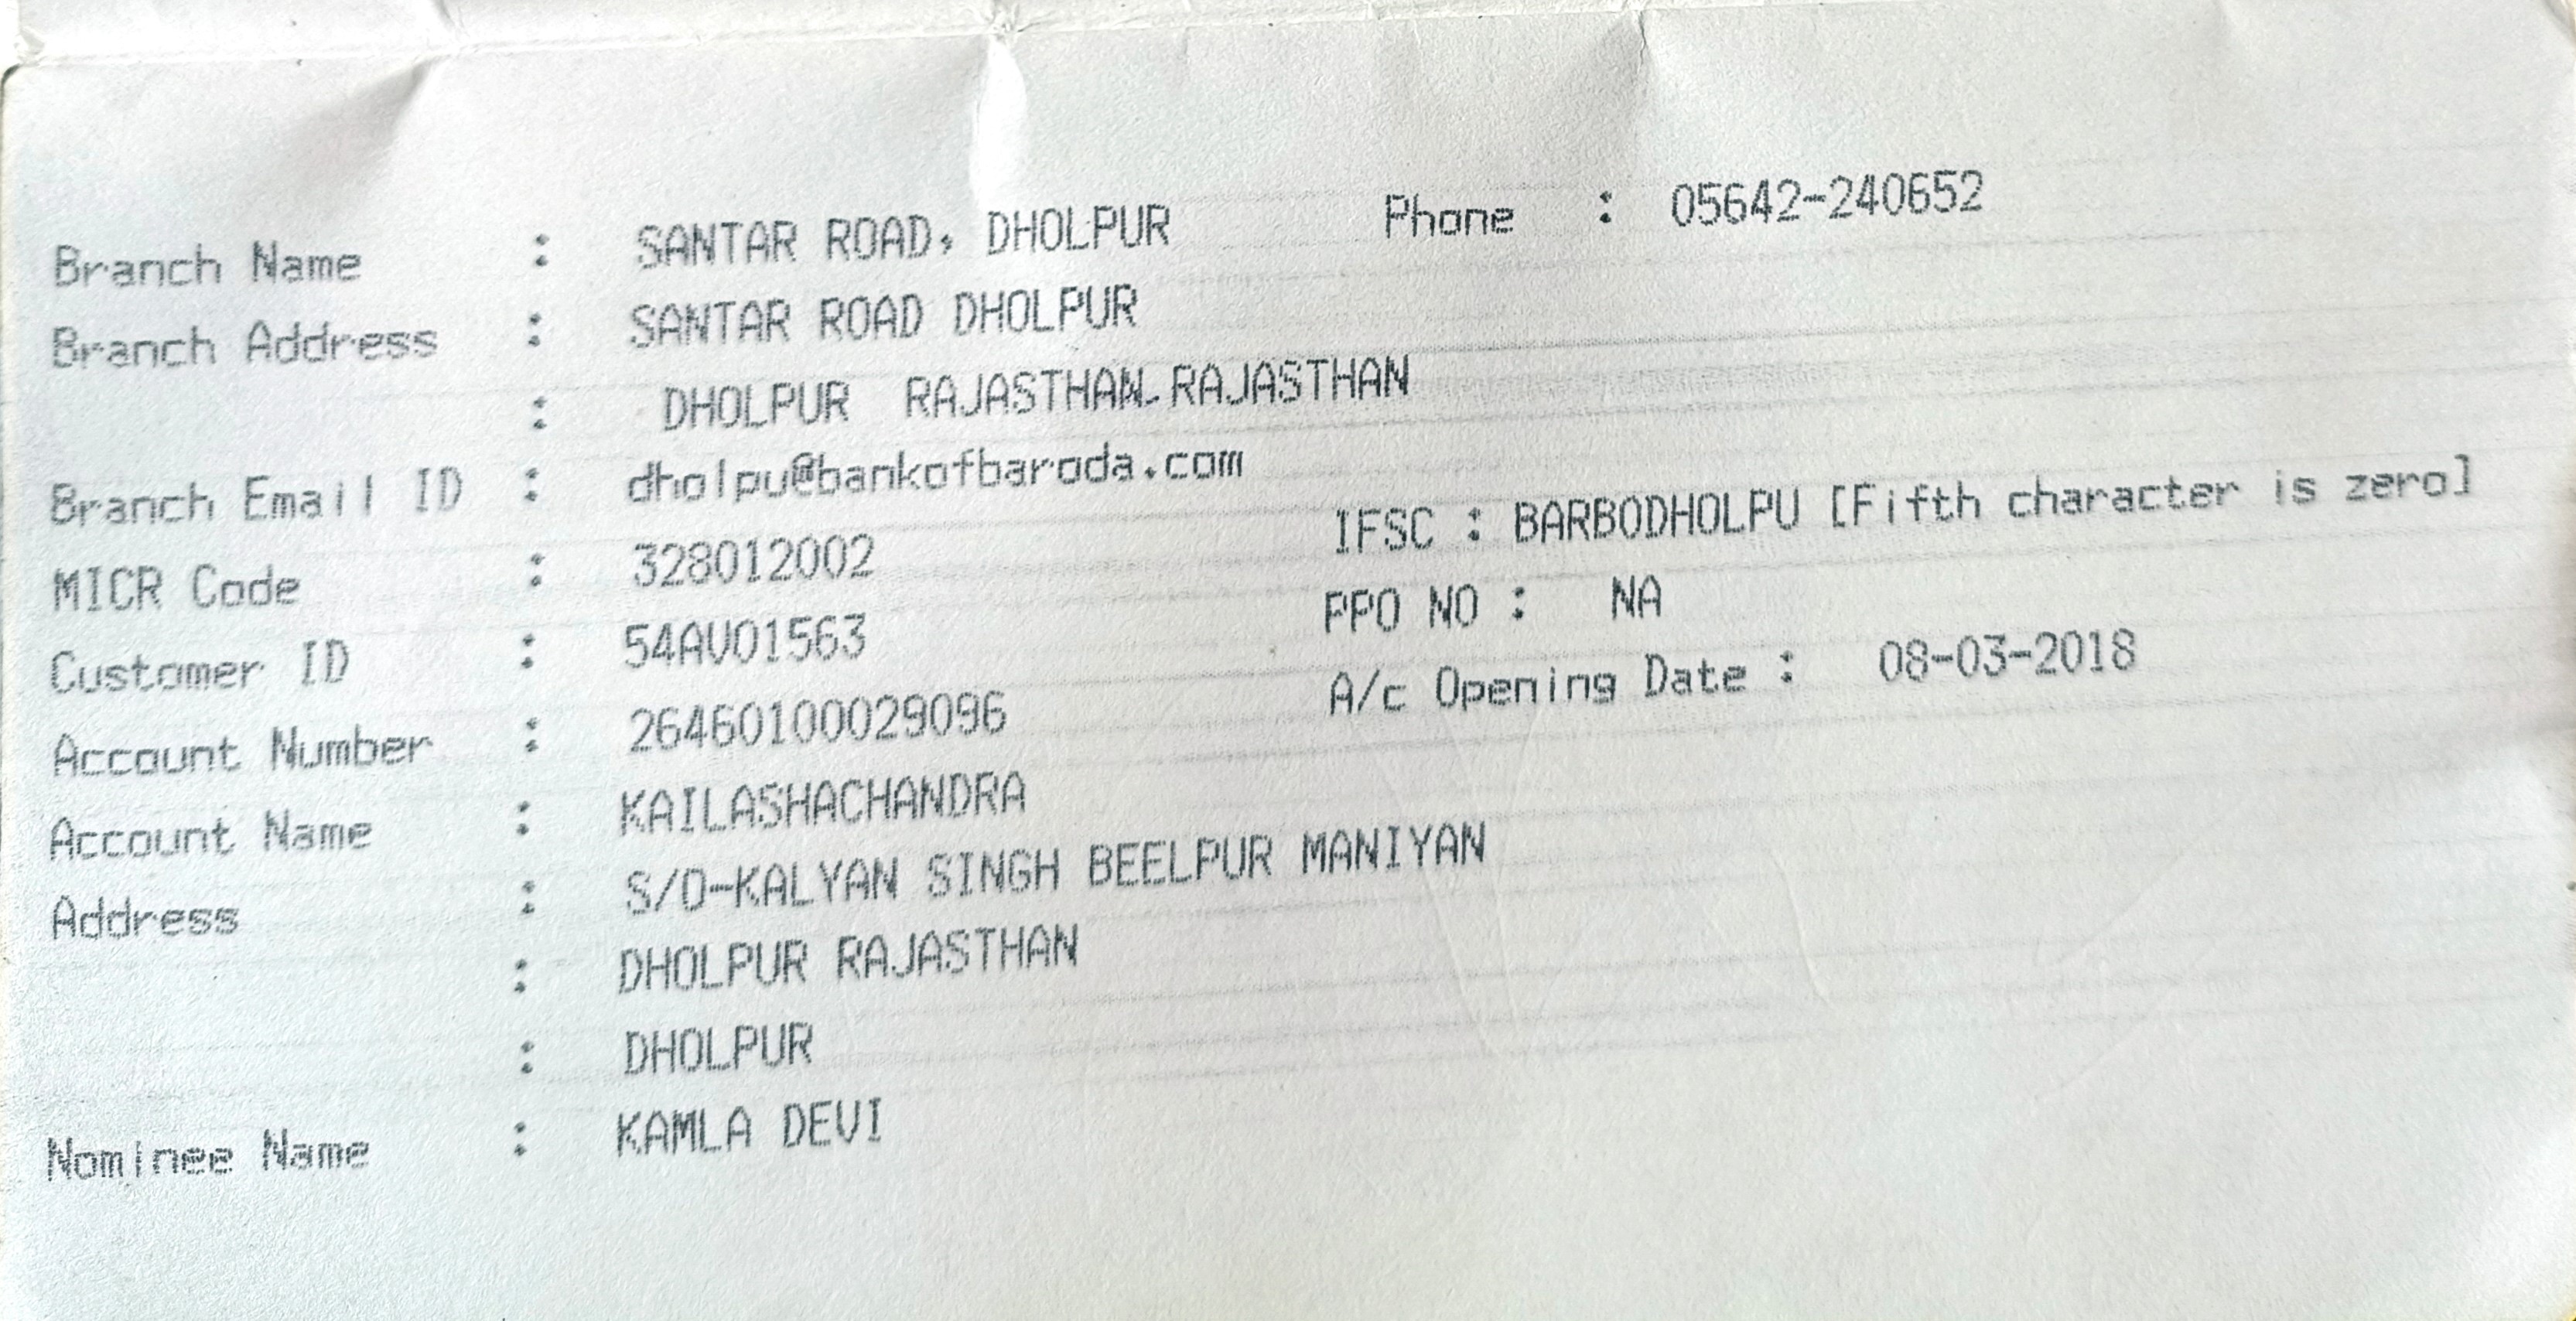 Branch Name : SANTAR ROAD, DHOLPUR Phone : 05642-240652
Branch Address : SANTAR ROAD DHOLPUR
: DHOLPUR RAJASTHAN-RAJASTHAN
Branch Email ID : dholpu@bankofbaroda.com
MICR Code : 328012002 IFSC : BARB0DHOLPU [Fifth character is zero]
Customer ID : 54AV01563 PPO NO : NA
Account Number : 26460100029096 A/c Opening Date : 08-03-2018
Account Name : KAILASHACHANDRA
Address : S/O-KALYAN SINGH BEELPUR MANIYAN
: DHOLPUR RAJASTHAN
: DHOLPUR
Nominee Name : KAMLA DEVI